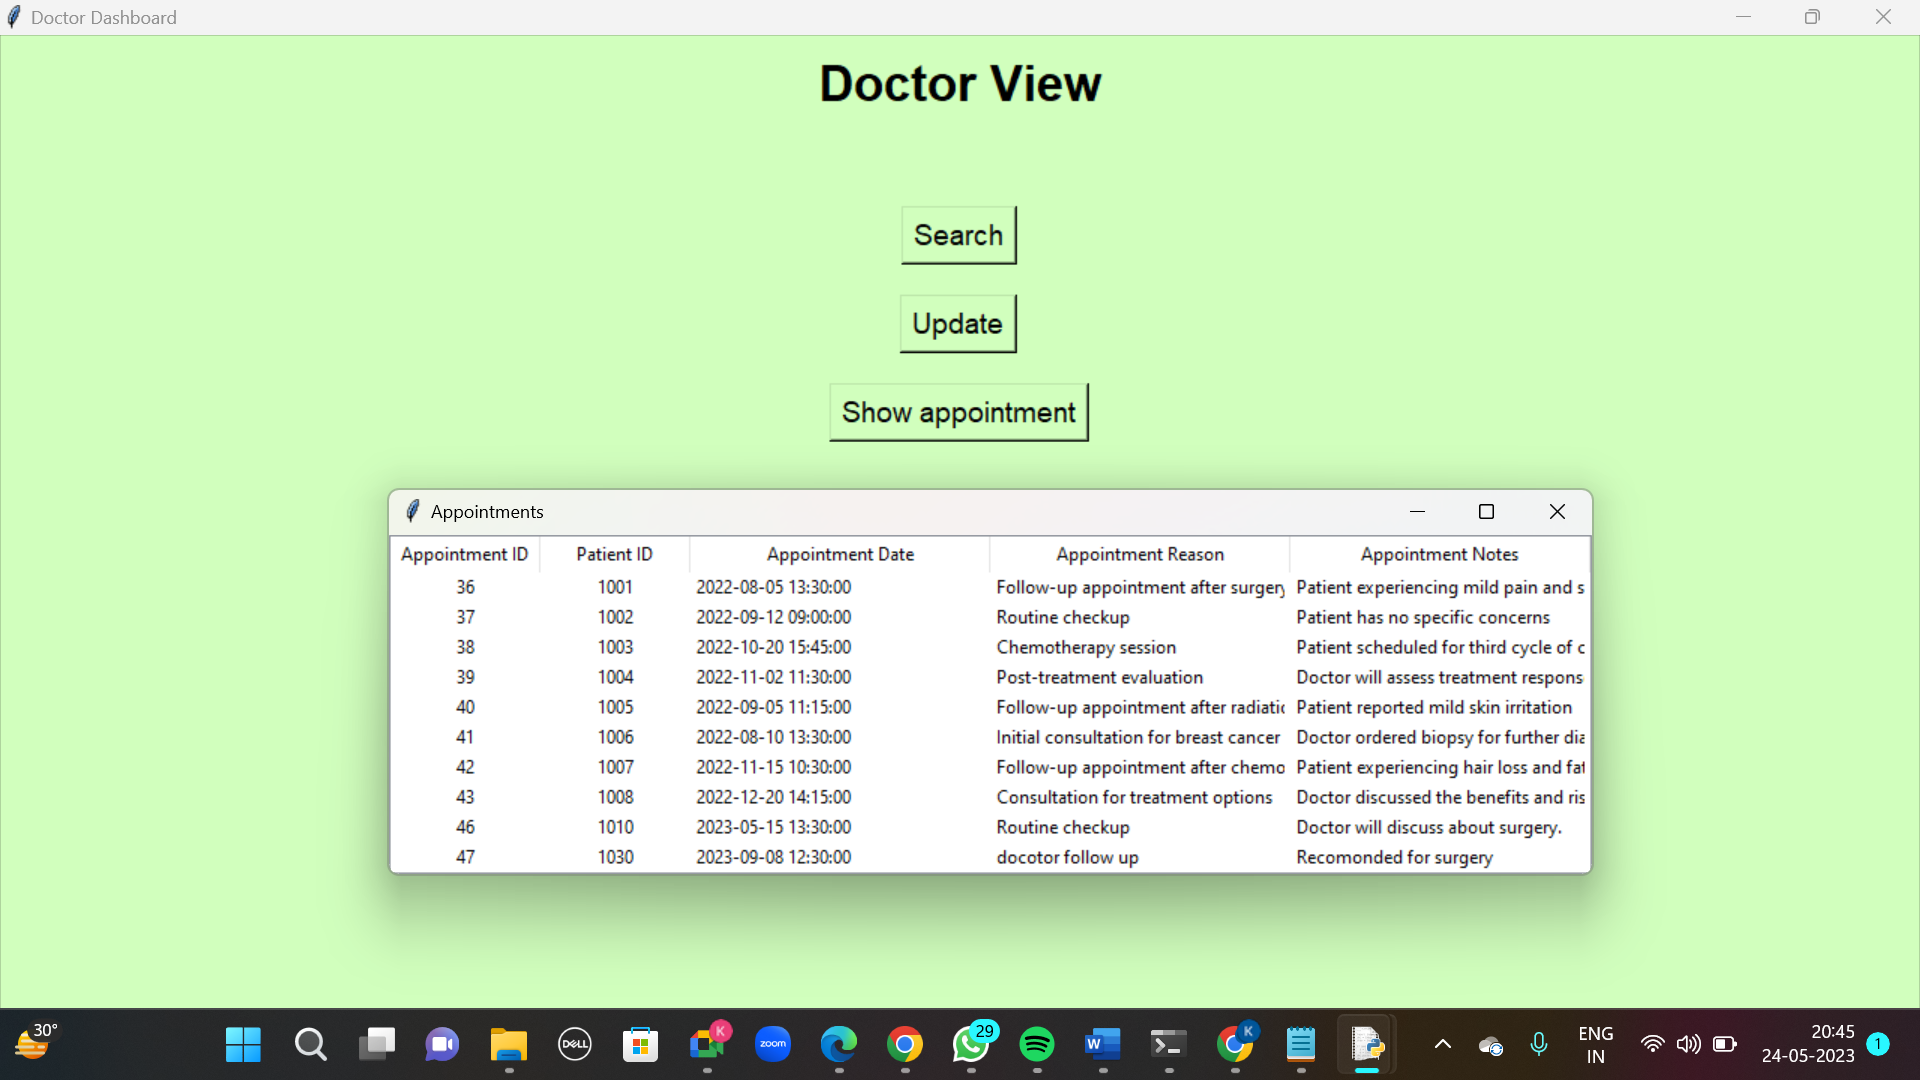 Doctor Dashboard
Doctor View
Search
Update
Show appointment
Appointments
Appointment ID Patient ID Appointment Date Appointment Reason Appointment Notes
36 1001 2022-08-05 13:30:00 Follow-up appointment after surgery Patient experiencing mild pain and s
37 1002 2022-09-12 09:00:00 Routine checkup Patient has no specific concerns
38 1003 2022-10-20 15:45:00 Chemotherapy session Patient scheduled for third cycle of c
39 1004 2022-11-02 11:30:00 Post-treatment evaluation Doctor will assess treatment respons
40 1005 2022-09-05 11:15:00 Follow-up appointment after radiatic Patient reported mild skin irritation
41 1006 2022-08-10 13:30:00 Initial consultation for breast cancer Doctor ordered biopsy for further dia
42 1007 2022-11-15 10:30:00 Follow-up appointment after chemo Patient experiencing hair loss and fat
43 1008 2022-12-20 14:15:00 Consultation for treatment options Doctor discussed the benefits and ris
46 1010 2023-05-15 13:30:00 Routine checkup Doctor will discuss about surgery.
47 1030 2023-09-08 12:30:00 docotor follow up Recomonded for surgery
30°
DELL
K
zoom
29
W
K
ENG
IN
20:45
24-05-2023
1